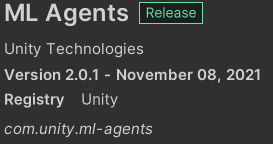 ML Agents Release
Unity Technologies
Version 2.0.1 - November 08, 2021
Registry Unity
com.unity.ml-agents